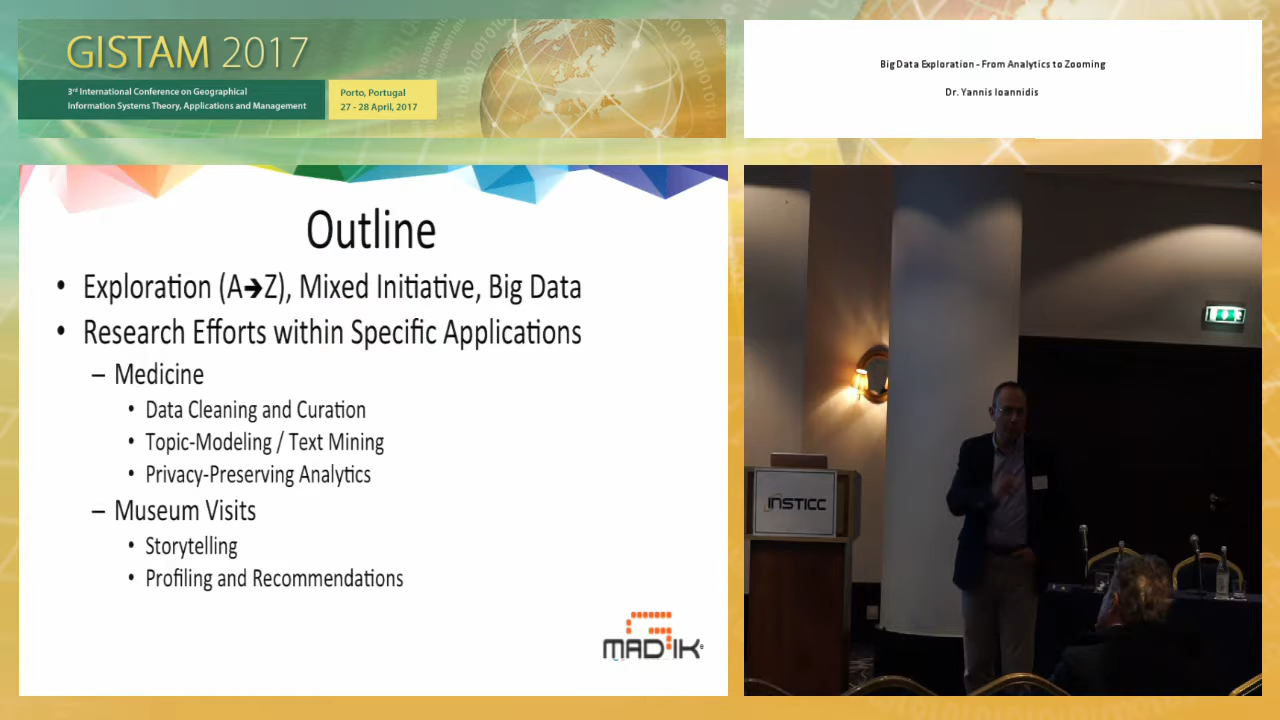 GISTAM 2017
3rd International Conference on Geographical
Information Systems Theory, Applications and Management
Porto, Portugal
27 - 28 April, 2017
Big Data Exploration - From Analytics to Zooming
Dr. Yannis Ioannidis
Outline
• Exploration (A➔Z), Mixed Initiative, Big Data
• Research Efforts within Specific Applications
– Medicine
• Data Cleaning and Curation
• Topic-Modeling / Text Mining
• Privacy-Preserving Analytics
– Museum Visits
• Storytelling
• Profiling and Recommendations
MADgIK
INSTICC